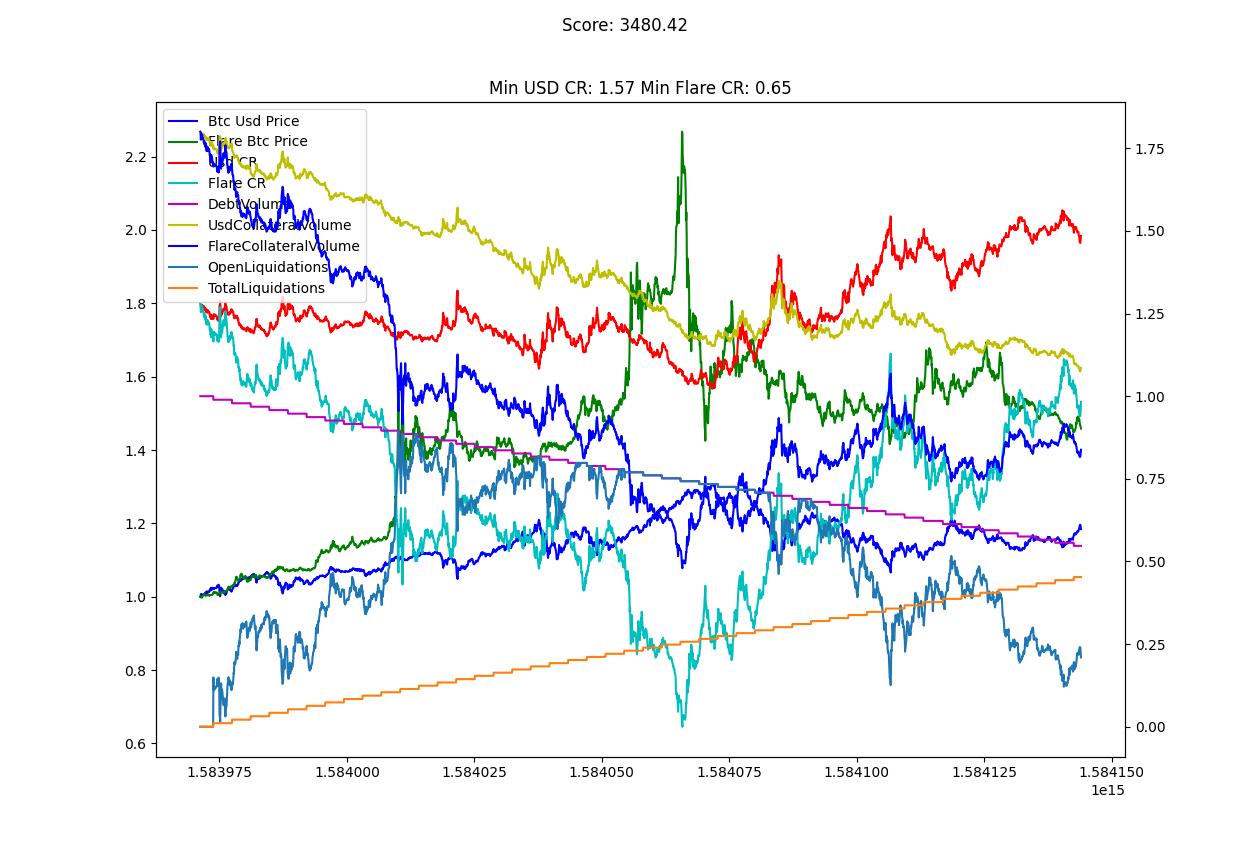 Score: 3480.42
Min USD CR: 1.57 Min Flare CR: 0.65
Btc Usd Price
Flare Btc Price
Usd CR
Flare CR
DebtVolume
UsdCollateralVolume
FlareCollateralVolume
OpenLiquidations
TotalLiquidations
2.2
2.0
1.8
1.6
1.4
1.2
1.0
0.8
0.6
1.75
1.50
1.25
1.00
0.75
0.50
0.25
0.00
1.583975 1.584000 1.584025 1.584050 1.584075 1.584100 1.584125 1.584150
1e15